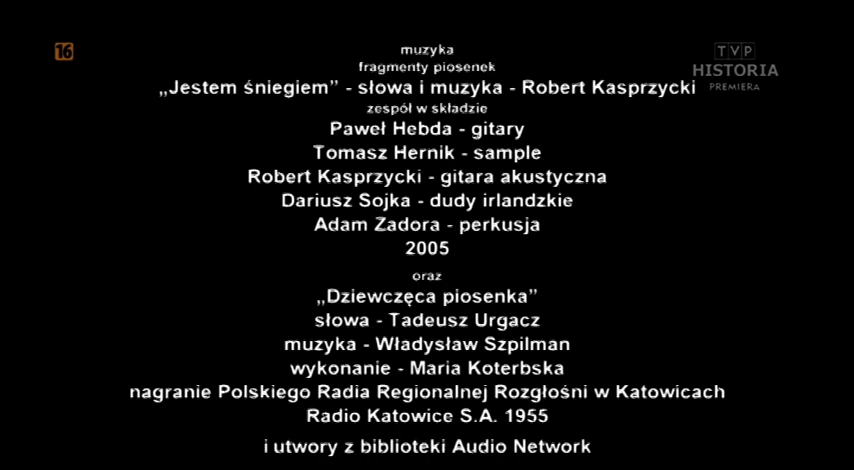 16
TVP
HISTORIA
PREMIERA
muzyka
fragmenty piosenek
„Jestem śniegiem” - słowa i muzyka - Robert Kasprzycki
zespół w składzie
Paweł Hebda - gitary
Tomasz Hernik - sample
Robert Kasprzycki - gitara akustyczna
Dariusz Sojka - dudy irlandzkie
Adam Zadora - perkusja
2005
oraz
„Dziewczęca piosenka”
słowa - Tadeusz Urgacz
muzyka - Władysław Szpilman
wykonanie - Maria Koterbska
nagranie Polskiego Radia Regionalnej Rozgłośni w Katowicach
Radio Katowice S.A. 1955
i utwory z biblioteki Audio Network